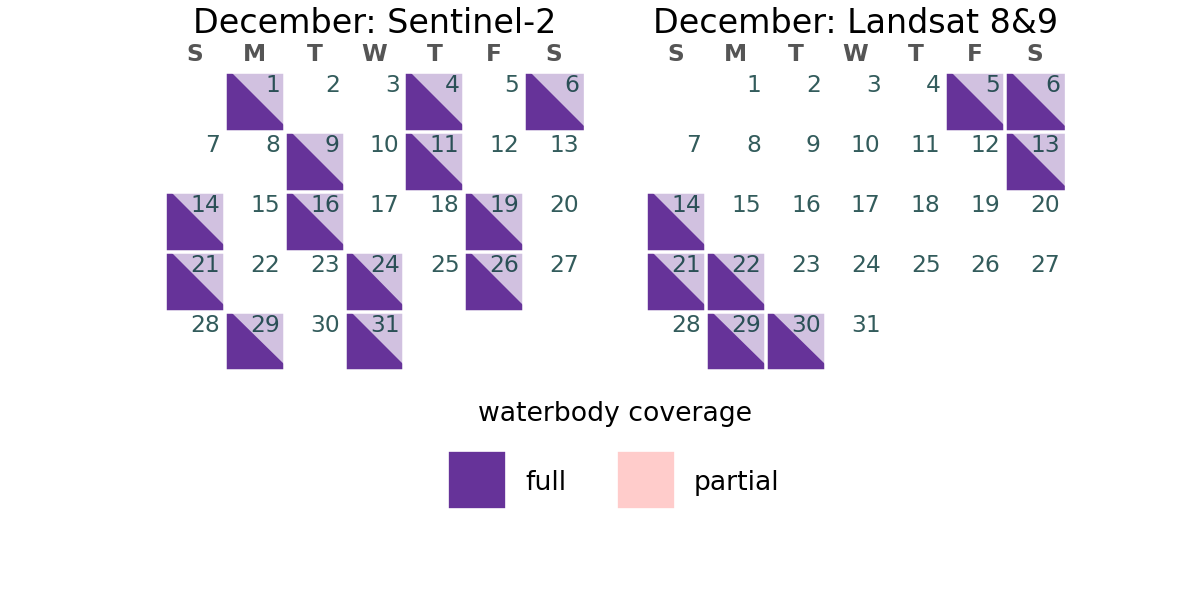 December: Sentinel-2
S M T W T F S
1 2 3 4 5 6
7 8 9 10 11 12 13
14 15 16 17 18 19 20
21 22 23 24 25 26 27
28 29 30 31
December: Landsat 8&9
S M T W T F S
1 2 3 4 5 6
7 8 9 10 11 12 13
14 15 16 17 18 19 20
21 22 23 24 25 26 27
28 29 30 31
waterbody coverage
full partial